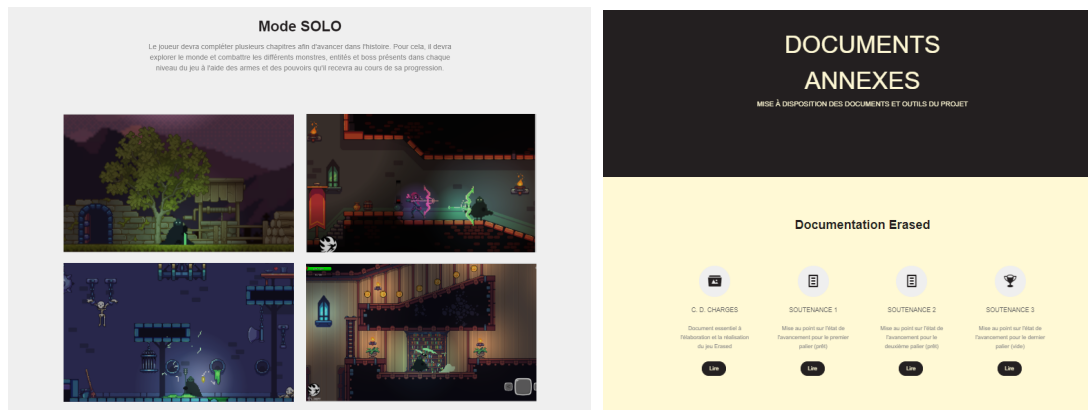 Mode SOLO
Le joueur devra compléter plusieurs chapitres afin d'avancer dans l'histoire. Pour cela, il devra
explorer le monde et combattre les différents monstres, entités et boss présents dans chaque
niveau du jeu à l'aide des armes et des pouvoirs qu'il recevra au cours de sa progression.
DOCUMENTS
ANNEXES
MISE À DISPOSITION DES DOCUMENTS ET OUTILS DU PROJET
Documentation Erased
C. D. CHARGES
Document essentiel à
l'élaboration et la réalisation
du jeu Erased
Lire
SOUTENANCE 1
Mise au point sur l'état de
l'avancement pour le premier
palier (prêt)
Lire
SOUTENANCE 2
Mise au point sur l'état de
l'avancement pour le
deuxième palier (prêt)
Lire
SOUTENANCE 3
Mise au point sur l'état de
l'avancement pour le dernier
palier (vide)
Lire